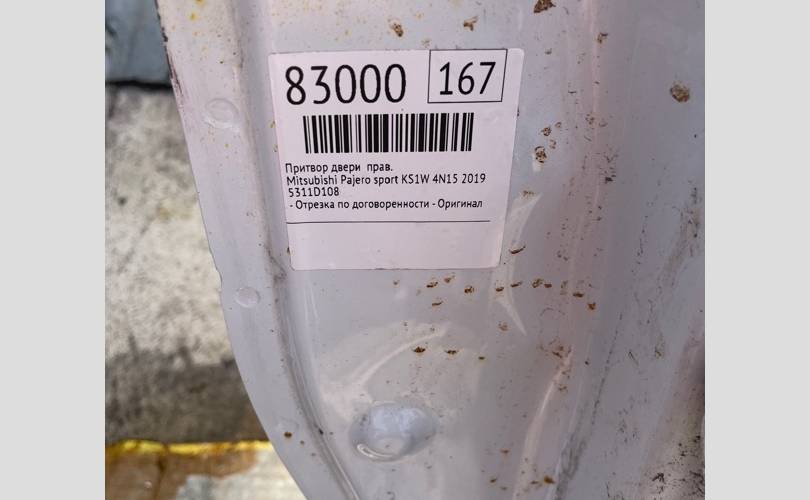 83000 167
Притвор двери прав.
Mitsubishi Pajero sport KS1W 4N15 2019
5311D108
- Отрезка по договоренности - Оригинал